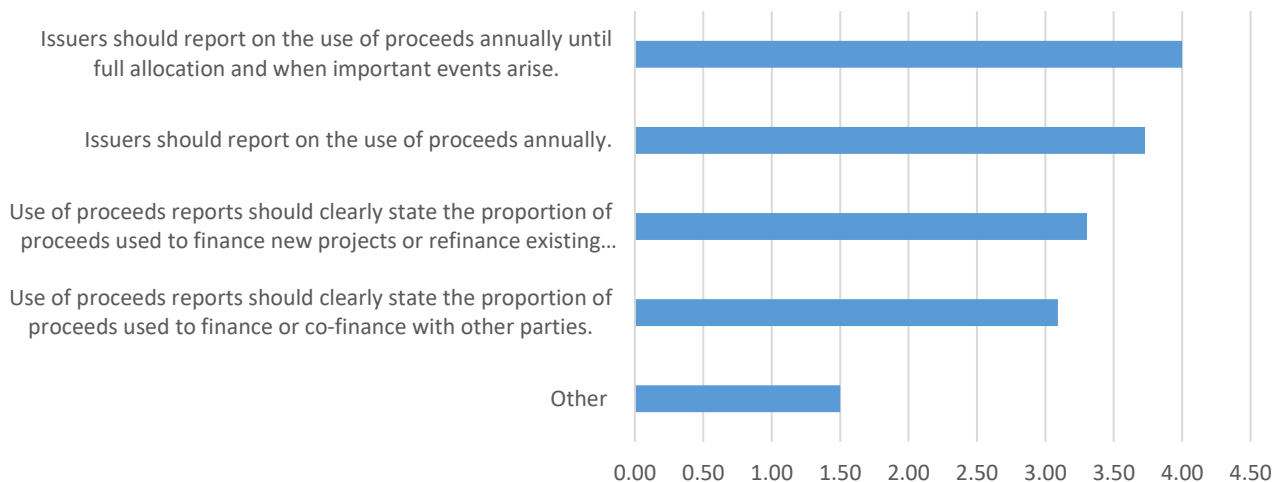 Issuers should report on the use of proceeds annually until
full allocation and when important events arise.
Issuers should report on the use of proceeds annually.
Use of proceeds reports should clearly state the proportion of
proceeds used to finance new projects or refinance existing…
Use of proceeds reports should clearly state the proportion of
proceeds used to finance or co-finance with other parties.
Other
0.00 0.50 1.00 1.50 2.00 2.50 3.00 3.50 4.00 4.50